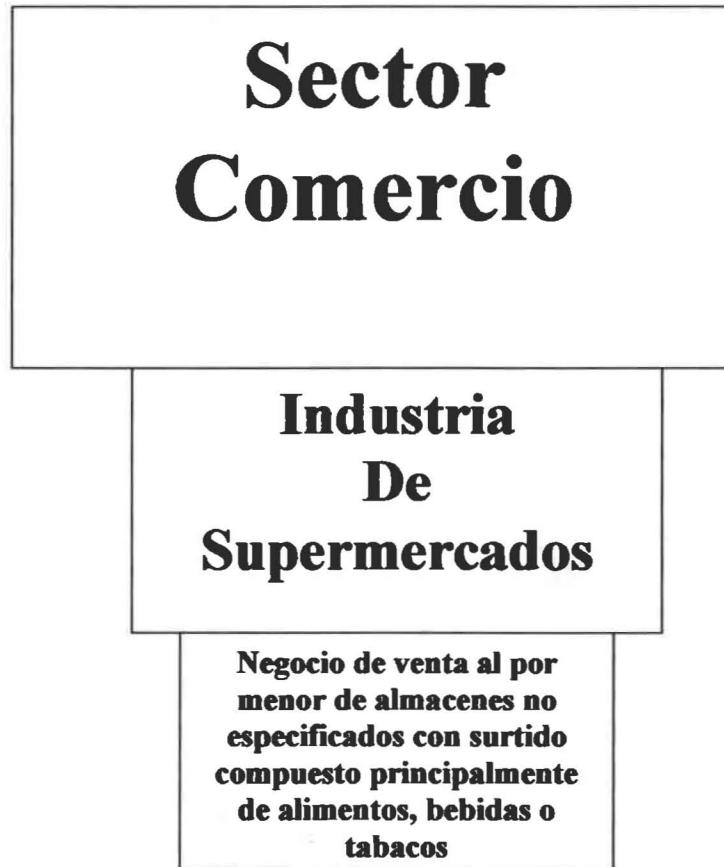 Sector
Comercio
Industria
De
Supermercados
Negocio de venta al por
menor de almacenes no
especificados con surtido
compuesto principalmente
de alimentos, bebidas o
tabacos